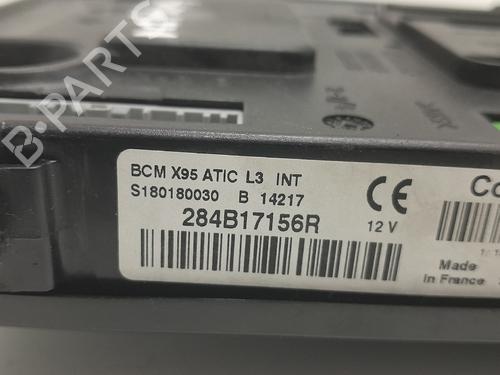 B-PARTS
BCM X95 ATIC L3 INT
S180180030 B 14217
284B17156R
12 V
CE
Co
Made
in France